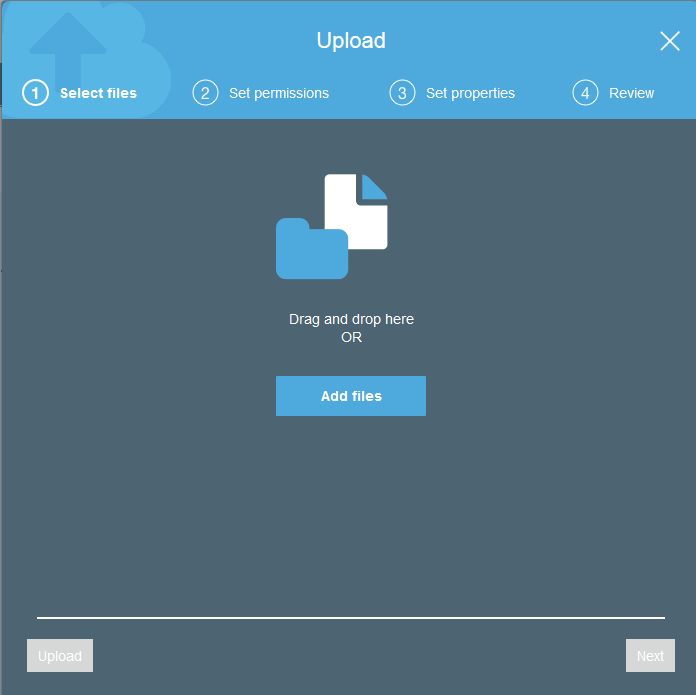 Upload
1 Select files
2 Set permissions
3 Set properties
4 Review
Drag and drop here
OR
Add files
Upload
Next